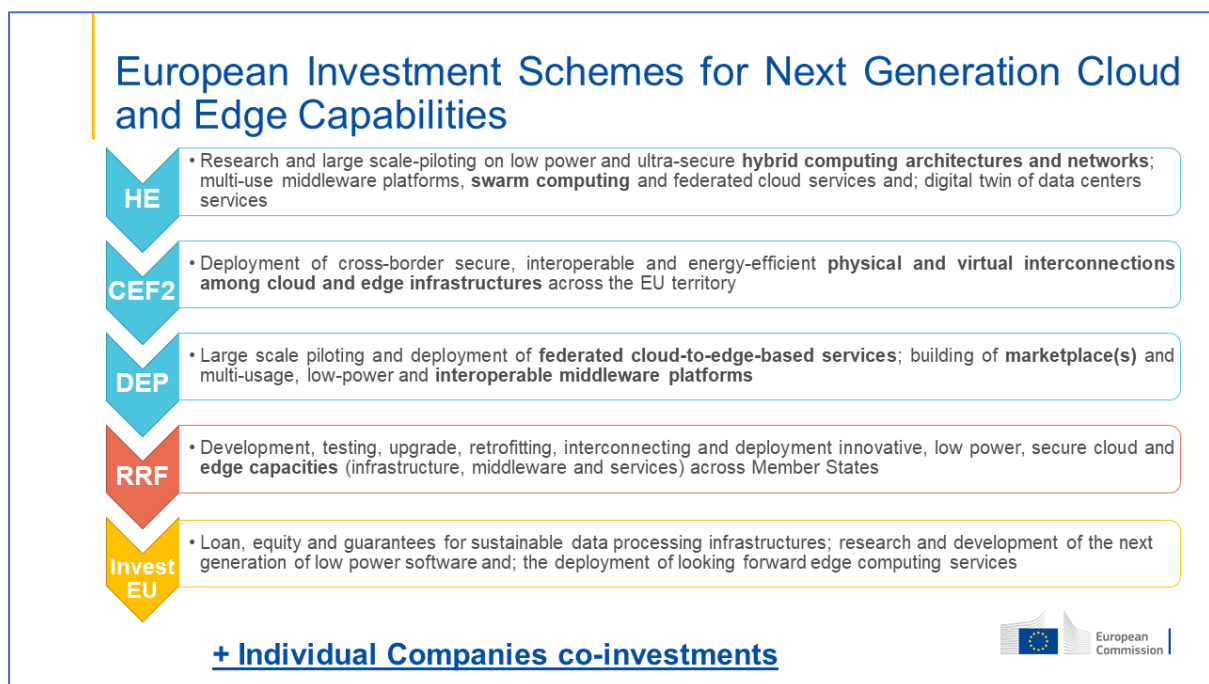 European Investment Schemes for Next Generation Cloud
and Edge Capabilities
HE
• Research and large scale-piloting on low power and ultra-secure hybrid computing architectures and networks;
multi-use middleware platforms, swarm computing and federated cloud services and; digital twin of data centers
services
CEF2
• Deployment of cross-border secure, interoperable and energy-efficient physical and virtual interconnections
among cloud and edge infrastructures across the EU territory
DEP
• Large scale piloting and deployment of federated cloud-to-edge-based services; building of marketplace(s) and
multi-usage, low-power and interoperable middleware platforms
RRF
• Development, testing, upgrade, retrofitting, interconnecting and deployment innovative, low power, secure cloud and
edge capacities (infrastructure, middleware and services) across Member States
Invest
EU
• Loan, equity and guarantees for sustainable data processing infrastructures; research and development of the next
generation of low power software and; the deployment of looking forward edge computing services
+ Individual Companies co-investments
European
Commission